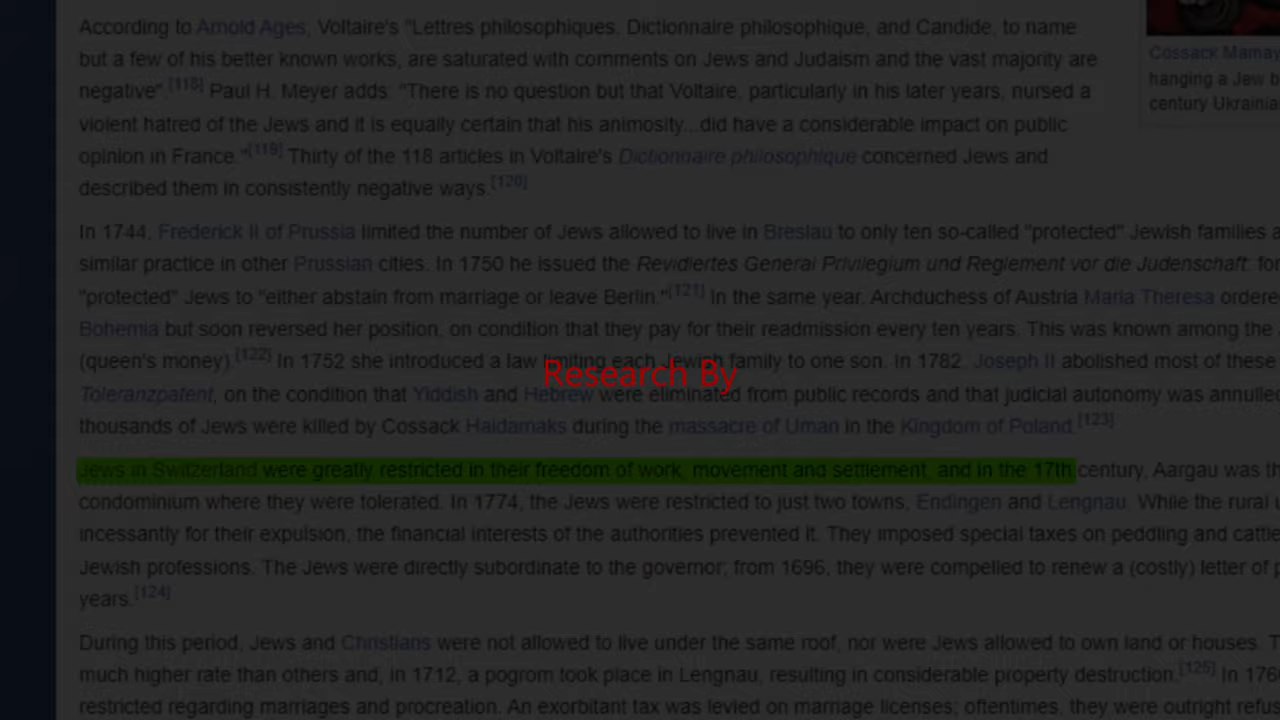 According to Arnold Ages, Voltaire's "Lettres philosophiques, Dictionnaire philosophique, and Candide, to name
but a few of his better known works, are saturated with comments on Jews and Judaism and the vast majority are
negative".[118] Paul H. Meyer adds: "There is no question but that Voltaire, particularly in his later years, nursed a
violent hatred of the Jews and it is equally certain that his animosity...did have a considerable impact on public
opinion in France."[119] Thirty of the 118 articles in Voltaire's Dictionnaire philosophique concerned Jews and
described them in consistently negative ways.[120]
Cossack Mamay
hanging a Jew b
century Ukrainia
In 1744, Frederick II of Prussia limited the number of Jews allowed to live in Breslau to only ten so-called "protected" Jewish families a
similar practice in other Prussian cities. In 1750 he issued the Revidiertes General Privilegium und Reglement vor die Judenschaft: for
"protected" Jews to "either abstain from marriage or leave Berlin."[121] In the same year, Archduchess of Austria Maria Theresa ordere
Bohemia but soon reversed her position, on condition that they pay for their readmission every ten years. This was known among the
(queen's money).[122] In 1752 she introduced a law limiting each Jewish family to one son. In 1782, Joseph II abolished most of these
Research By
Toleranzpatent, on the condition that Yiddish and Hebrew were eliminated from public records and that judicial autonomy was annulled
thousands of Jews were killed by Cossack Haidamaks during the massacre of Uman in the Kingdom of Poland.[123]
Jews in Switzerland were greatly restricted in their freedom of work, movement and settlement, and in the 17th century, Aargau was th
condominium where they were tolerated. In 1774, the Jews were restricted to just two towns, Endingen and Lengnau. While the rural u
incessantly for their expulsion, the financial interests of the authorities prevented it. They imposed special taxes on peddling and cattle
Jewish professions. The Jews were directly subordinate to the governor; from 1696, they were compelled to renew a (costly) letter of p
years.[124]
During this period, Jews and Christians were not allowed to live under the same roof, nor were Jews allowed to own land or houses. T
much higher rate than others and, in 1712, a pogrom took place in Lengnau, resulting in considerable property destruction.[125] In 176
restricted regarding marriages and procreation. An exorbitant tax was levied on marriage licenses; oftentimes, they were outright refus